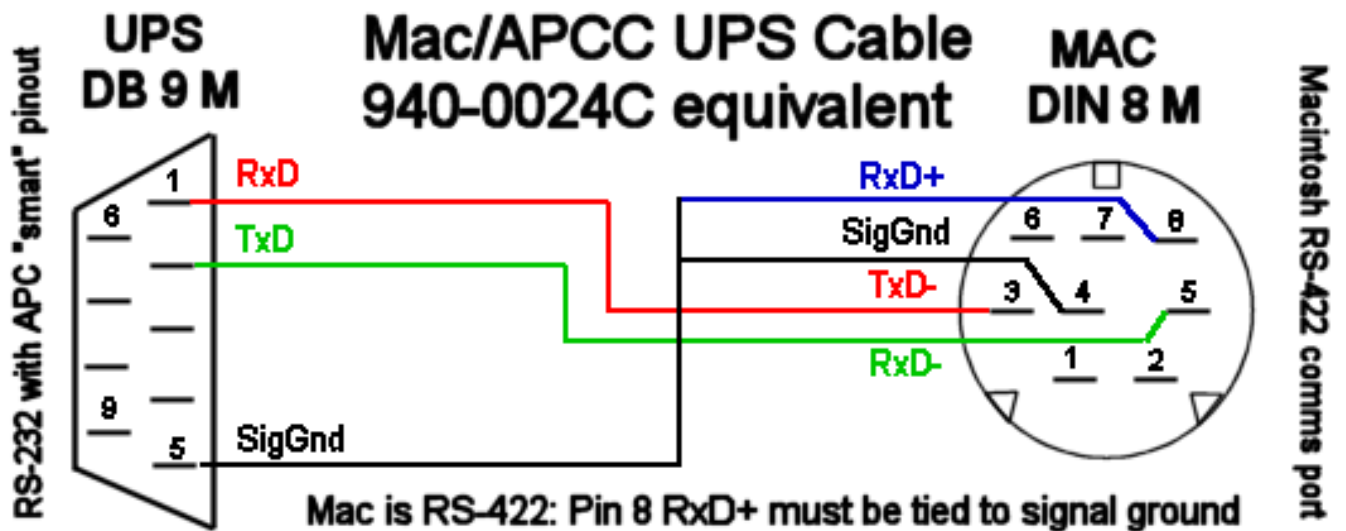 UPS
DB 9 M
Mac/APCC UPS Cable
940-0024C equivalent
MAC
DIN 8 M
RS-232 with APC "smart" pinout
Macintosh RS-422 comms port
1
RxD
6
TxD
9
5
SigGnd
RxD+
SigGnd
TxD-
RxD-
6
7
8
3
4
5
1
2
Mac is RS-422: Pin 8 RxD+ must be tied to signal ground